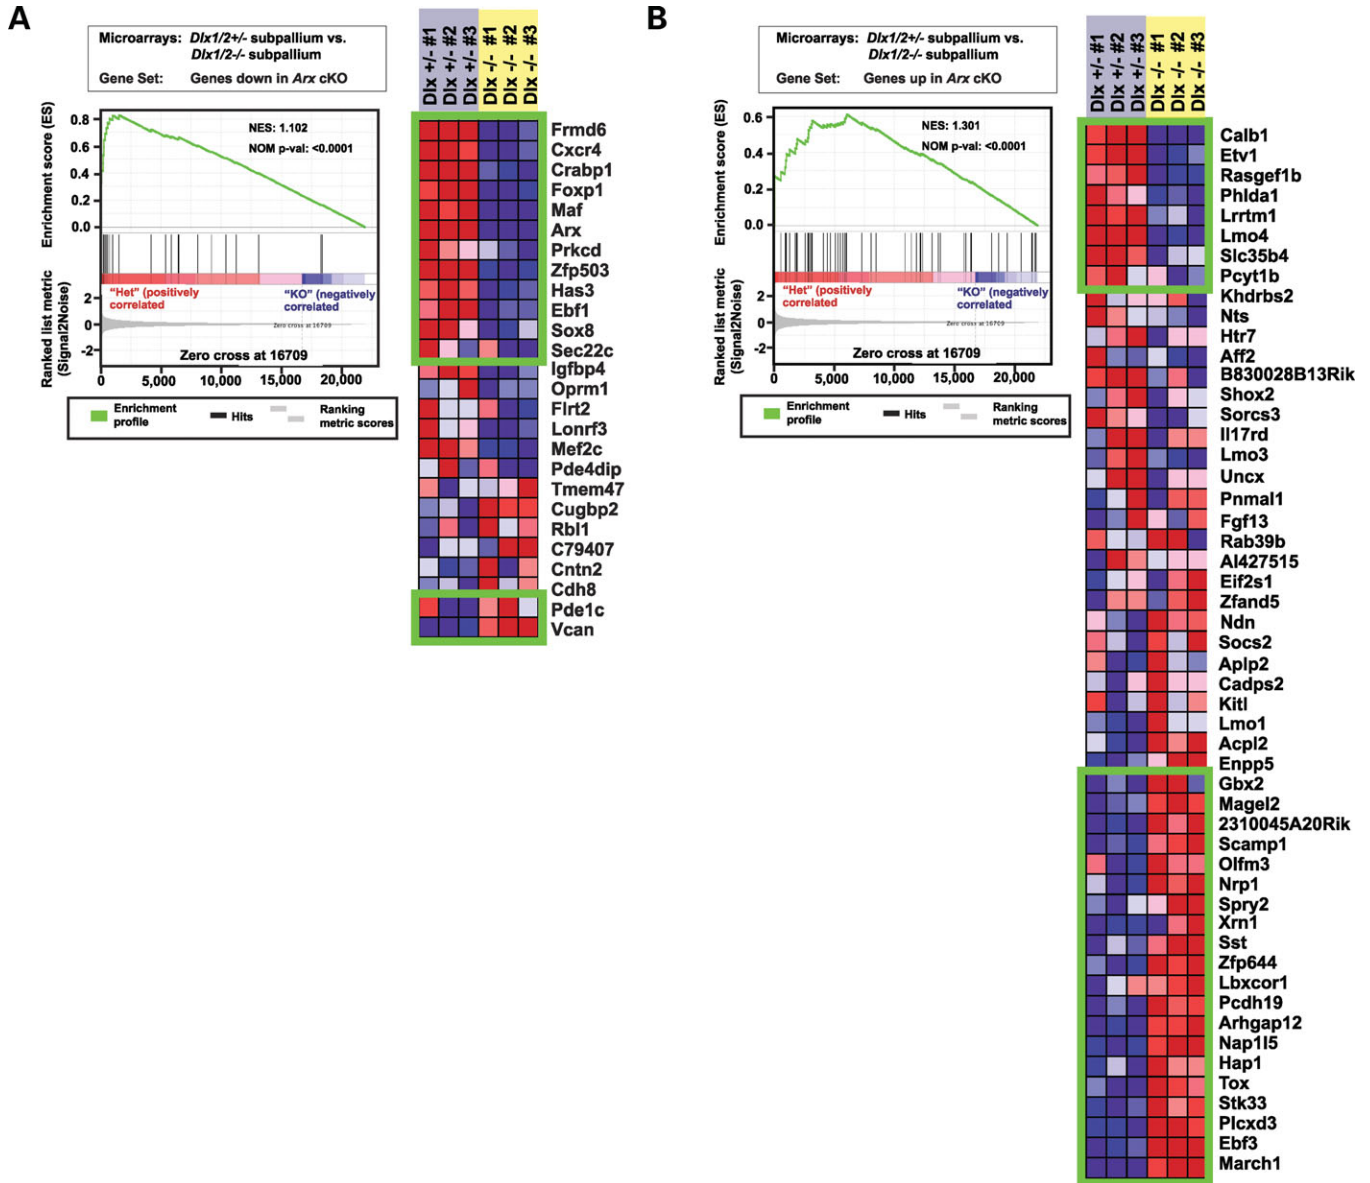 A
Microarrays: Dlx1/2+/- subpallium vs.
Dlx1/2-/- subpallium
Gene Set: Genes down in Arx cKO
Dlx +/- #1
Dlx +/- #2
Dlx +/- #3
Dlx -/- #1
Dlx -/- #2
Dlx -/- #3
Enrichment score (ES)
0.8
0.6
0.4
0.2
0.0
NES: 1.102
NOM p-val: <0.0001
"Het" (positively
correlated
"KO" (negatively
correlated
Ranked list metric
(Signal2Noise)
2
0
-2
Zero cross at 16709
Zero cross at 16709
0
5,000
10,000
15,000
20,000
Enrichment
profile
Hits
Ranking
metric scores
Frmd6
Cxcr4
Crabp1
Foxp1
Maf
Arx
Prkcd
Zfp503
Has3
Ebf1
Sox8
Sec22c
Igfbp4
Oprm1
Flrt2
Lonrf3
Mef2c
Pde4dip
Tmem47
Cugbp2
Rbl1
C79407
Cntn2
Cdh8
Pde1c
Vcan
B
Microarrays: Dlx1/2+/- subpallium vs.
Dlx1/2-/- subpallium
Gene Set: Genes up in Arx cKO
Dlx +/- #1
Dlx +/- #2
Dlx +/- #3
Dlx -/- #1
Dlx -/- #2
Dlx -/- #3
Enrichment score (ES)
0.6
0.4
0.2
0.0
NES: 1.301
NOM p-val: <0.0001
"Het" (positively
correlated
"KO" (negatively
correlated
Ranked list metric
(Signal2Noise)
2
0
-2
Zero cross at 16709
Zero cross at 16709
0
5,000
10,000
15,000
20,000
Enrichment
profile
Hits
Ranking
metric scores
Calb1
Etv1
Rasgef1b
Phlda1
Lrrtm1
Lmo4
Slc35b4
Pcyt1b
Khdrbs2
Nts
Htr7
Aff2
B830028B13Rik
Shox2
Sorcs3
Il17rd
Lmo3
Uncx
Pnmal1
Fgf13
Rab39b
AI427515
Eif2s1
Zfand5
Ndn
Socs2
Aplp2
Cadps2
Kitl
Lmo1
Acpl2
Enpp5
Gbx2
Magel2
2310045A20Rik
Scamp1
Olfm3
Nrp1
Spry2
Xrn1
Sst
Zfp644
Lbxcor1
Pcdh19
Arhgap12
Nap1l5
Hap1
Tox
Stk33
Plcxd3
Ebf3
March1